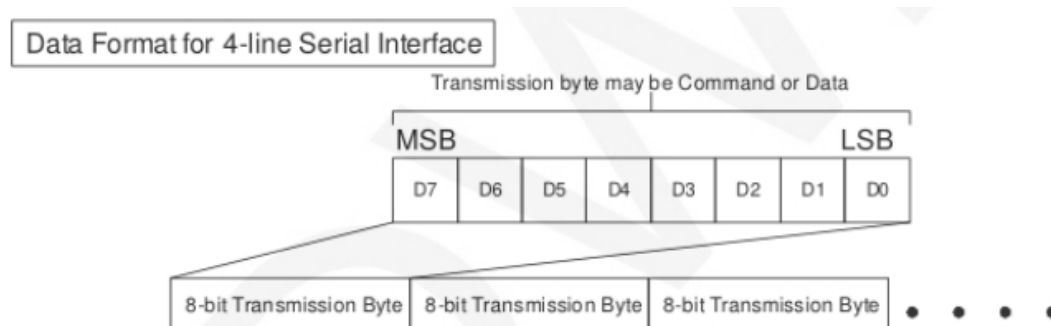 Data Format for 4-line Serial Interface
Transmission byte may be Command or Data
MSB LSB
D7 D6 D5 D4 D3 D2 D1 D0
8-bit Transmission Byte 8-bit Transmission Byte 8-bit Transmission Byte